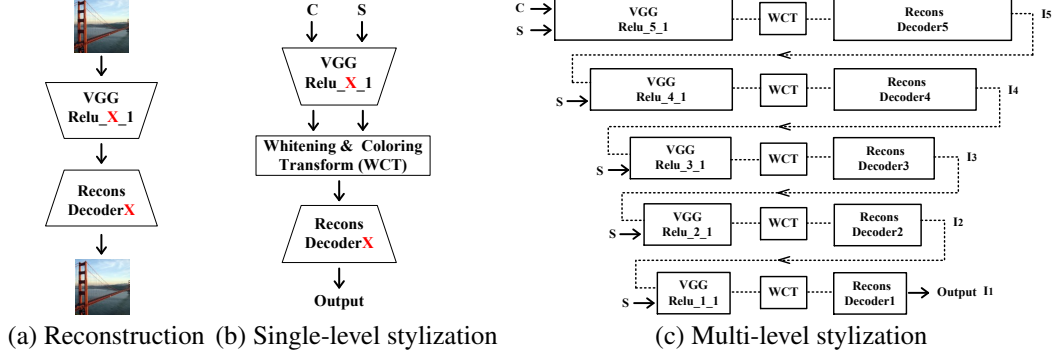 VGG
Relu_X_1
Recons
DecoderX
(a) Reconstruction
C S
VGG
Relu_X_1
Whitening & Coloring
Transform (WCT)
Recons
DecoderX
Output
(b) Single-level stylization
C
S
VGG
Relu_5_1
WCT
Recons
Decoder5
I5
S
VGG
Relu_4_1
WCT
Recons
Decoder4
I4
S
VGG
Relu_3_1
WCT
Recons
Decoder3
I3
S
VGG
Relu_2_1
WCT
Recons
Decoder2
I2
S
VGG
Relu_1_1
WCT
Recons
Decoder1
Output I1
(c) Multi-level stylization